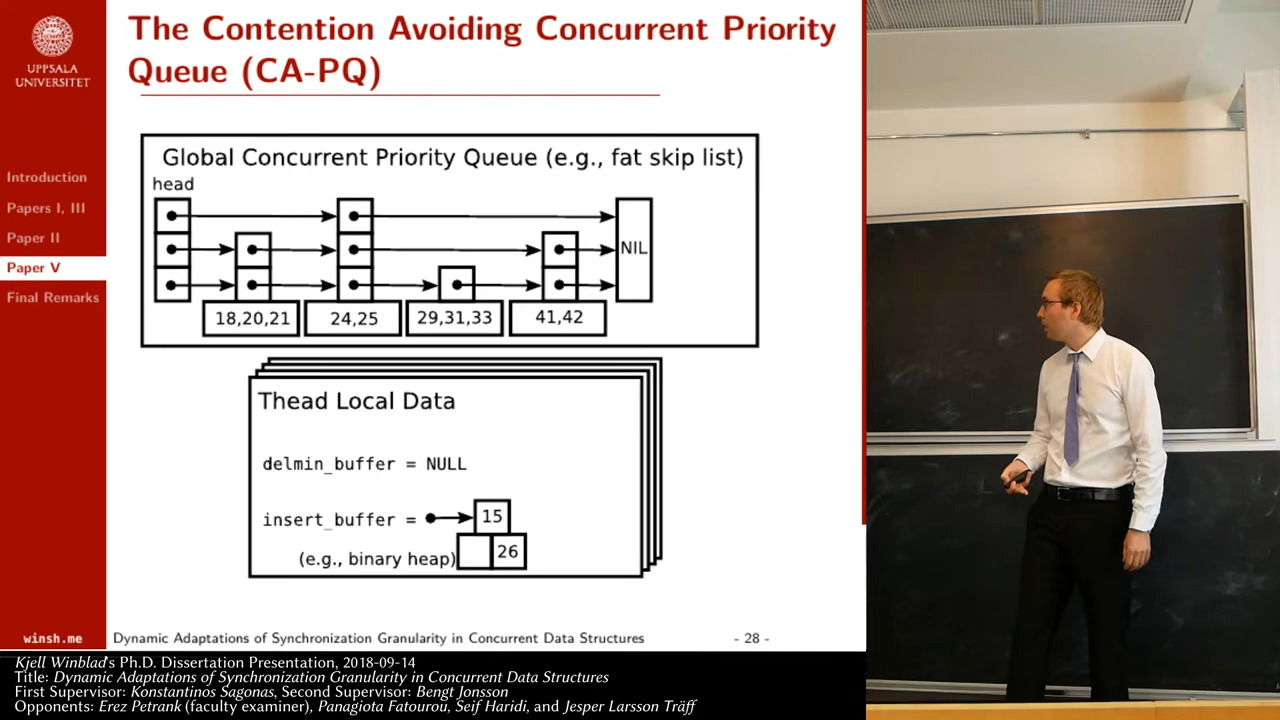 The Contention Avoiding Concurrent Priority
Queue (CA-PQ)
UPPSALA
UNIVERSITET
Introduction
Papers I, III
Paper II
Paper V
Final Remarks
Global Concurrent Priority Queue (e.g., fat skip list)
head
NIL
18,20,21
24,25
29,31,33
41,42
Thead Local Data
delmin_buffer = NULL
insert_buffer =
15
(e.g., binary heap)
26
winsh.me
Dynamic Adaptations of Synchronization Granularity in Concurrent Data Structures
- 28 -
Kjell Winblad's Ph.D. Dissertation Presentation, 2018-09-14
Title: Dynamic Adaptations of Synchronization Granularity in Concurrent Data Structures
First Supervisor: Konstantinos Sagonas, Second Supervisor: Bengt Jonsson
Opponents: Erez Petrank (faculty examiner), Panagiota Fatourou, Seif Haridi, and Jesper Larsson Träff